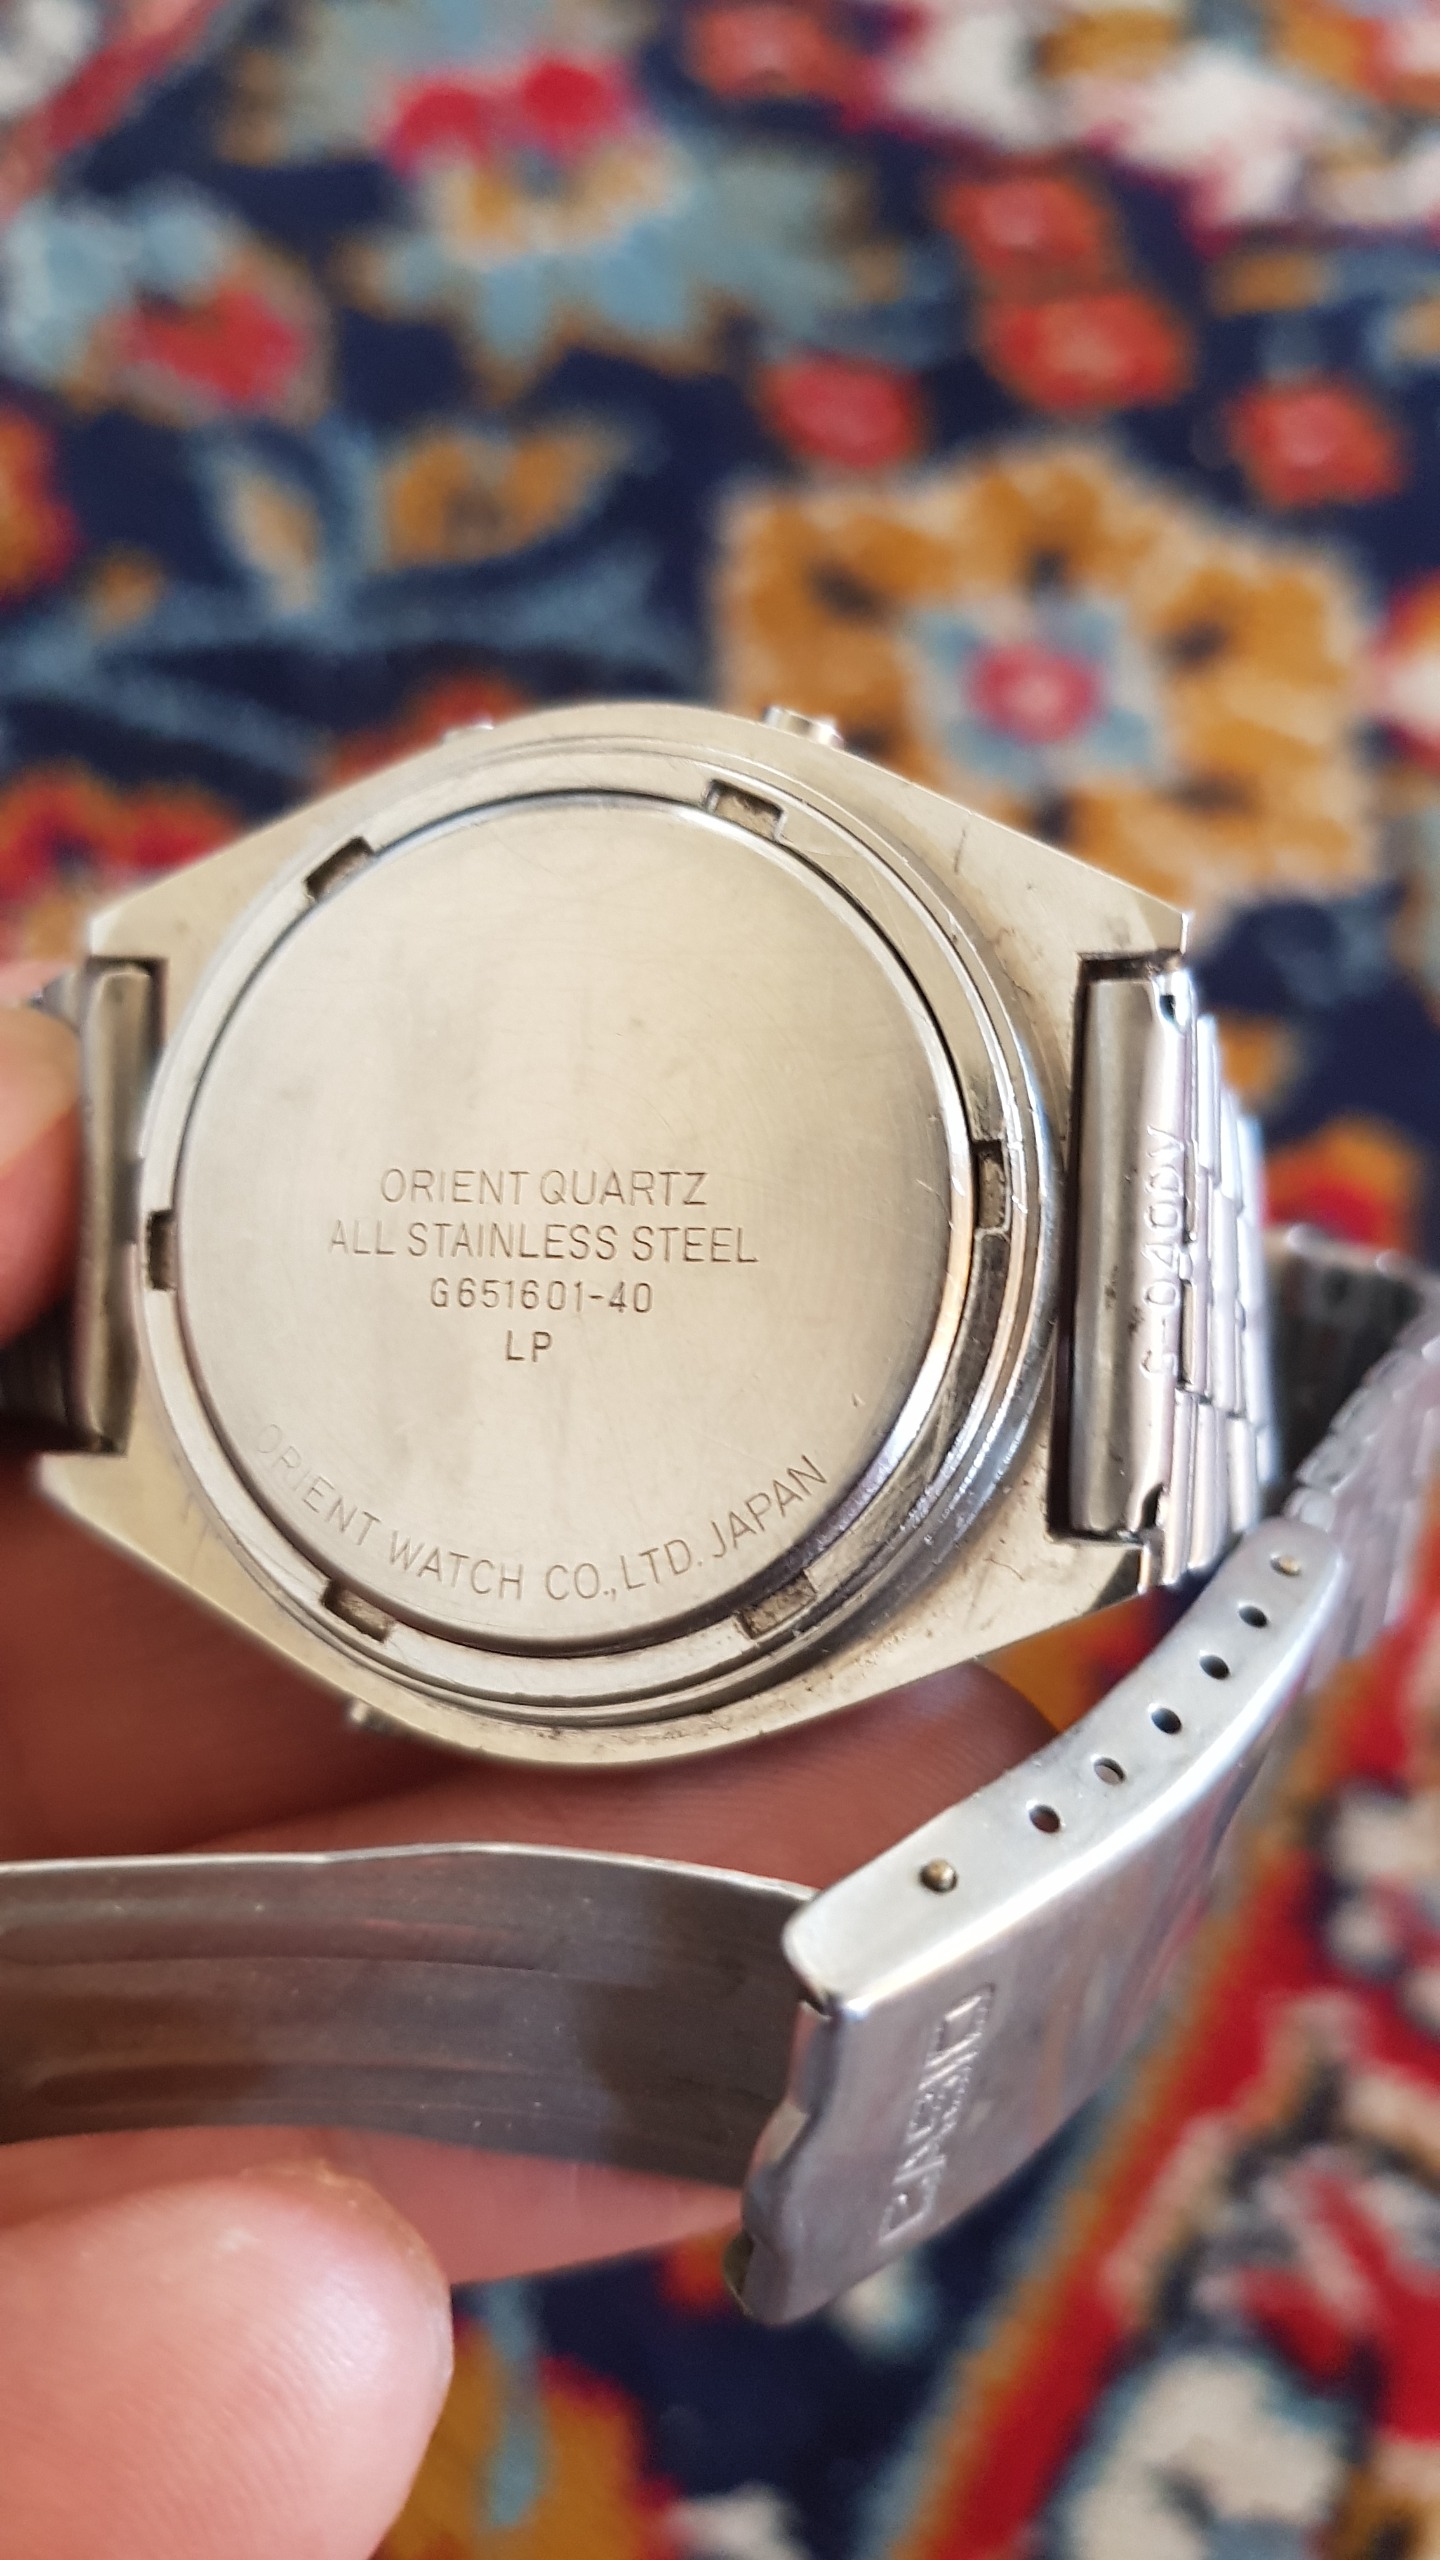 ORIENT QUARTZ
ALL STAINLESS STEEL
G651601-40
LP
ORIENT WATCH CO.,LTD. JAPAN
CASIO